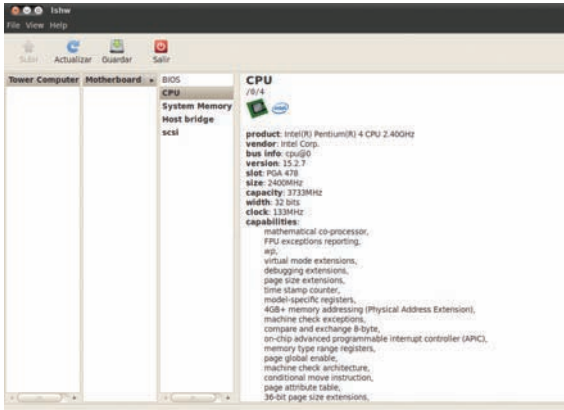 lshw
File View Help
Subir Actualizar Guardar Salir
Tower Computer
Motherboard
BIOS
CPU
System Memory
Host bridge
scsi
CPU
/0/4
product: Intel(R) Pentium(R) 4 CPU 2.40GHz
vendor: Intel Corp.
bus info: cpu@0
version: 15.2.7
slot: PGA 478
size: 2400MHz
capacity: 3733MHz
width: 32 bits
clock: 133MHz
capabilities:
mathematical co-processor,
FPU exceptions reporting,
wp,
virtual mode extensions,
debugging extensions,
page size extensions,
time stamp counter,
model-specific registers,
4GB+ memory addressing (Physical Address Extension),
machine check exceptions,
compare and exchange 8-byte,
on-chip advanced programmable interrupt controller (APIC),
memory type range registers,
page global enable,
machine check architecture,
conditional move instruction,
page attribute table,
36-bit page size extensions,